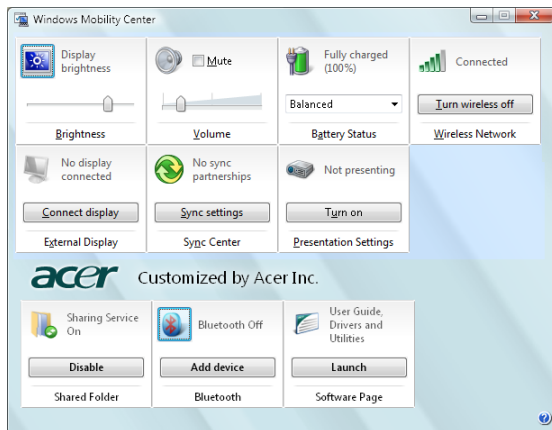 Windows Mobility Center
Display
brightness
Brightness
Mute
Volume
Fully charged
(100%)
Balanced
Battery Status
Connected
Turn wireless off
Wireless Network
No display
connected
Connect display
External Display
No sync
partnerships
Sync settings
Sync Center
Not presenting
Turn on
Presentation Settings
acer Customized by Acer Inc.
Sharing Service
On
Disable
Shared Folder
Bluetooth Off
Add device
Bluetooth
User Guide,
Drivers and
Utilities
Launch
Software Page